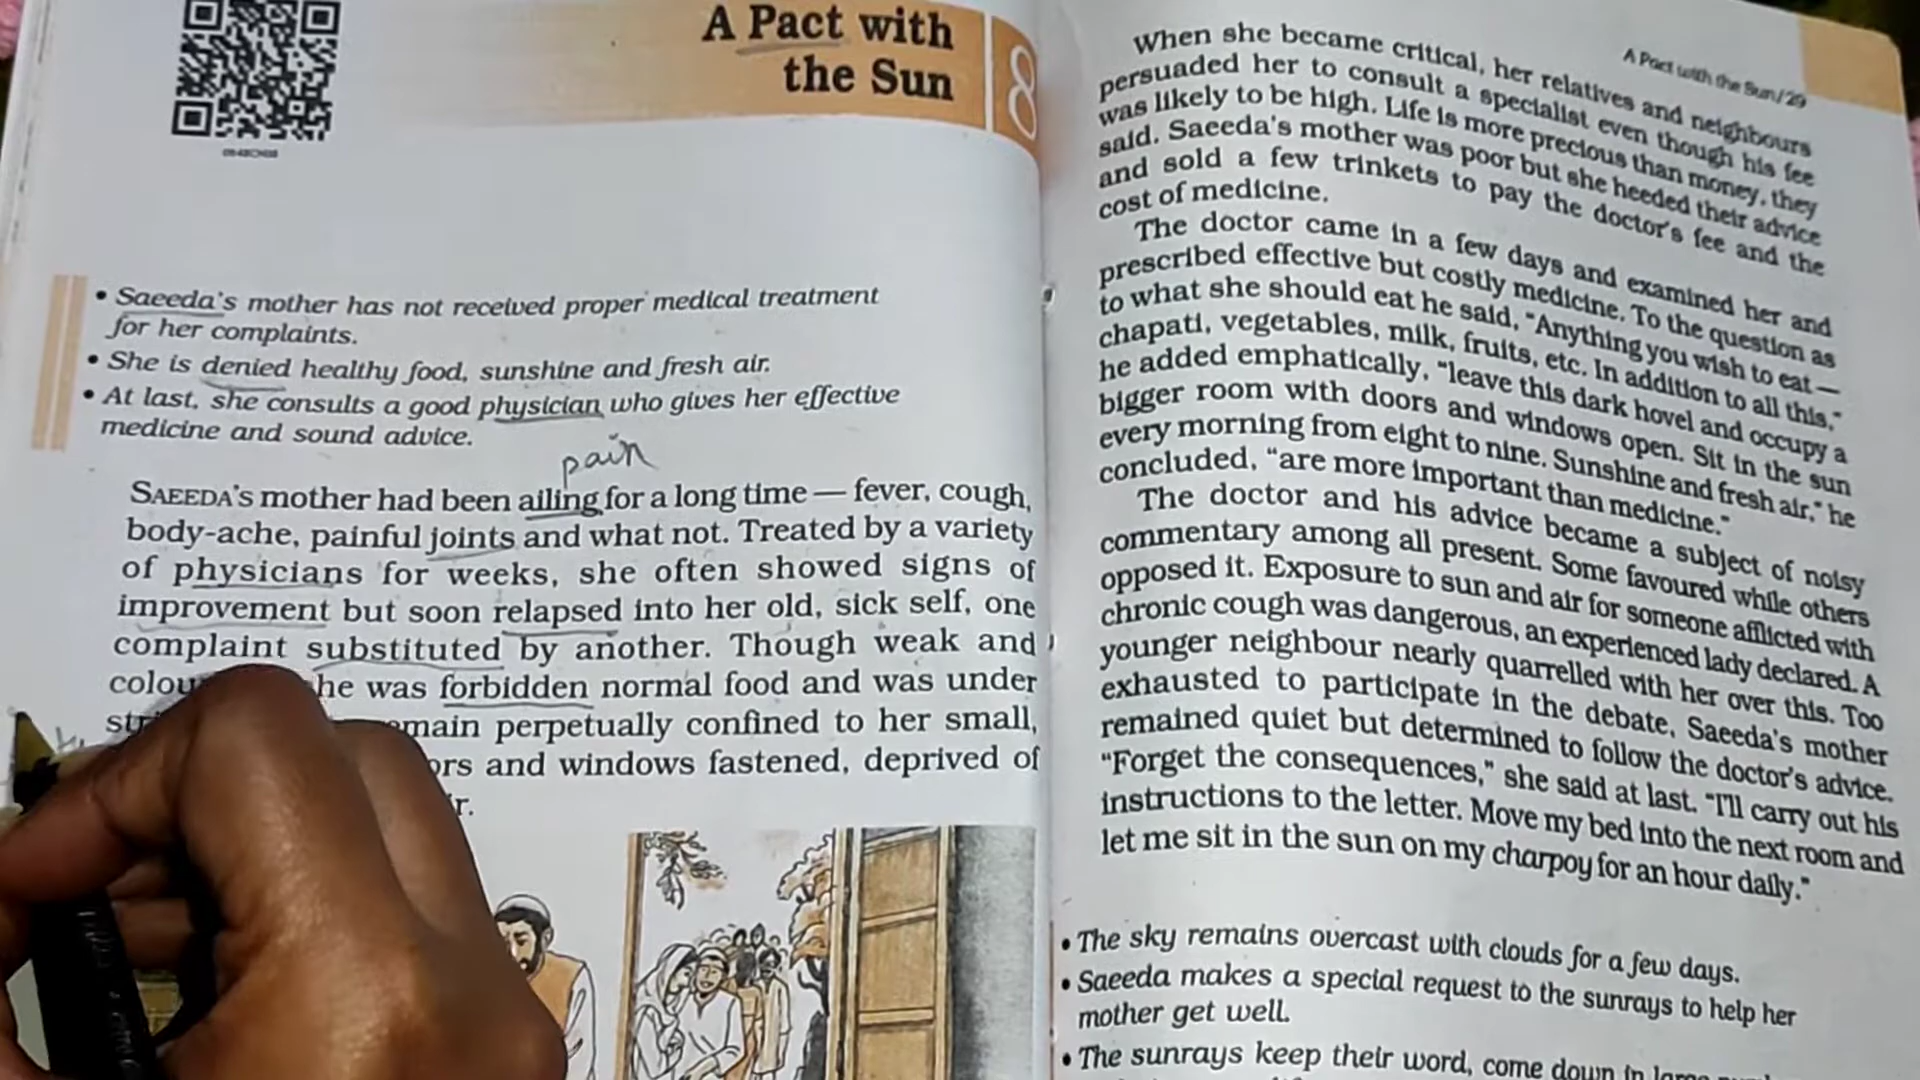 A Pact with
the Sun
8
• Saeeda's mother has not received proper medical treatment
for her complaints.
• She is denied healthy food, sunshine and fresh air.
• At last, she consults a good physician who gives her effective
medicine and sound advice.
pain
SAEEDA's mother had been ailing for a long time — fever, cough,
body-ache, painful joints and what not. Treated by a variety
of physicians for weeks, she often showed signs of
improvement but soon relapsed into her old, sick self, one
complaint substituted by another. Though weak and
he was forbidden normal food and was under
perpetually confined to her small,
and windows fastened, deprived of
A Pact with the Sun/29
When she became critical, her relatives and neighbours
persuaded her to consult a specialist even though his fee
was likely to be high. Life is more precious than money, they
said. Saeeda's mother was poor but she heeded their advice
and sold a few trinkets to pay the doctor's fee and the
cost of medicine.
The doctor came in a few days and examined her and
prescribed effective but costly medicine. To the question as
to what she should eat he said, “Anything you wish to eat —
chapati, vegetables, milk, fruits, etc. In addition to all this,”
he added emphatically, “leave this dark hovel and occupy a
bigger room with doors and windows open. Sit in the sun
every morning from eight to nine. Sunshine and fresh air,” he
concluded, “are more important than medicine.”
The doctor and his advice became a subject of noisy
commentary among all present. Some favoured while others
opposed it. Exposure to sun and air for someone afflicted with
chronic cough was dangerous, an experienced lady declared. A
younger neighbour nearly quarrelled with her over this. Too
exhausted to participate in the debate, Saeeda's mother
remained quiet but determined to follow the doctor's advice.
“Forget the consequences,” she said at last. “I'll carry out his
instructions to the letter. Move my bed into the next room and
let me sit in the sun on my charpoy for an hour daily.”
• The sky remains overcast with clouds for a few days.
• Saeeda makes a special request to the sunrays to help her
mother get well.
• The sunrays keep their word, come down in